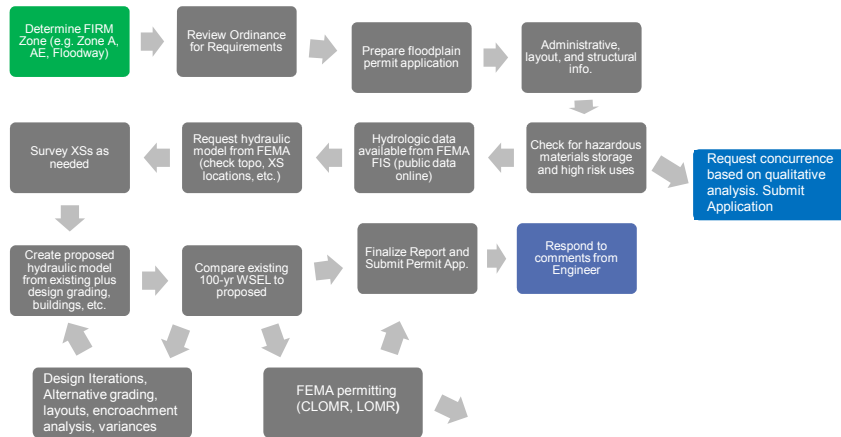 Determine FIRM
Zone (e.g. Zone A,
AE, Floodway)
Review Ordinance
for Requirements
Prepare floodplain
permit application
Administrative,
layout, and structural
info.
Survey XSs as
needed
Request hydraulic
model from FEMA
(check topo, XS
locations, etc.)
Hydrologic data
available from FEMA
FIS (public data
online)
Check for hazardous
materials storage
and high risk uses
Request concurrence
based on qualitative
analysis. Submit
Application
Create proposed
hydraulic model
from existing plus
design grading,
buildings, etc.
Compare existing
100-yr WSEL to
proposed
Finalize Report and
Submit Permit App.
Respond to
comments from
Engineer
Design Iterations,
Alternative grading,
layouts, encroachment
analysis, variances
FEMA permitting
(CLOMR, LOMR)